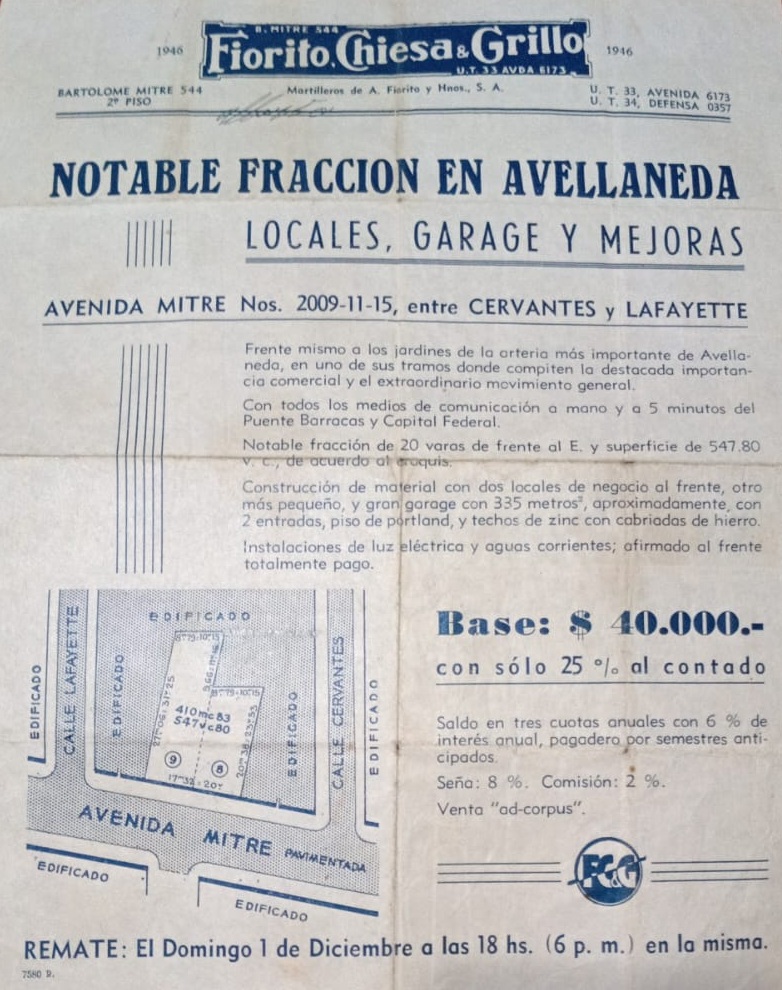 B. MITRE 544
1946 Fiorito, Chiesa & Grillo 1946
U.T. 33 AVDA 6173
BARTOLOME MITRE 544
2º PISO
Martilleros de A. Fiorito y Hnos., S. A.
U. T. 33, AVENIDA 6173
U. T. 34, DEFENSA 0357
NOTABLE FRACCION EN AVELLANEDA
LOCALES, GARAGE Y MEJORAS
AVENIDA MITRE Nos. 2009-11-15, entre CERVANTES y LAFAYETTE
Frente mismo a los jardines de la arteria más importante de Avella-
neda, en uno de sus tramos donde compiten la destacada importan-
cia comercial y el extraordinario movimiento general.
Con todos los medios de comunicación a mano y a 5 minutos del
Puente Barracas y Capital Federal.
Notable fracción de 20 varas de frente al E. y superficie de 547.80
v. c., de acuerdo al croquis.
Construcción de material con dos locales de negocio al frente, otro
más pequeño, y gran garage con 335 metros², aproximadamente, con
2 entradas, piso de portland, y techos de zinc con cabriadas de hierro.
Instalaciones de luz eléctrica y aguas corrientes; afirmado al frente
totalmente pago.
EDIFICADO
CALLE LAFAYETTE
EDIFICADO
EDIFICADO
8ᵐ79=10ᵛ15
8ᵐ79=10ᵛ15
410mc83
547vc80
9
8
17ᵐ32=20ᵛ
EDIFICADO
CALLE CERVANTES
EDIFICADO
AVENIDA MITRE PAVIMENTADA
EDIFICADO
EDIFICADO
Base: $ 40.000.-
con sólo 25 % al contado
Saldo en tres cuotas anuales con 6 % de
interés anual, pagadero por semestres anti-
cipados.
Seña: 8 %. Comisión: 2 %.
Venta "ad-corpus".
FC&G
REMATE: El Domingo 1 de Diciembre a las 18 hs. (6 p. m.) en la misma.